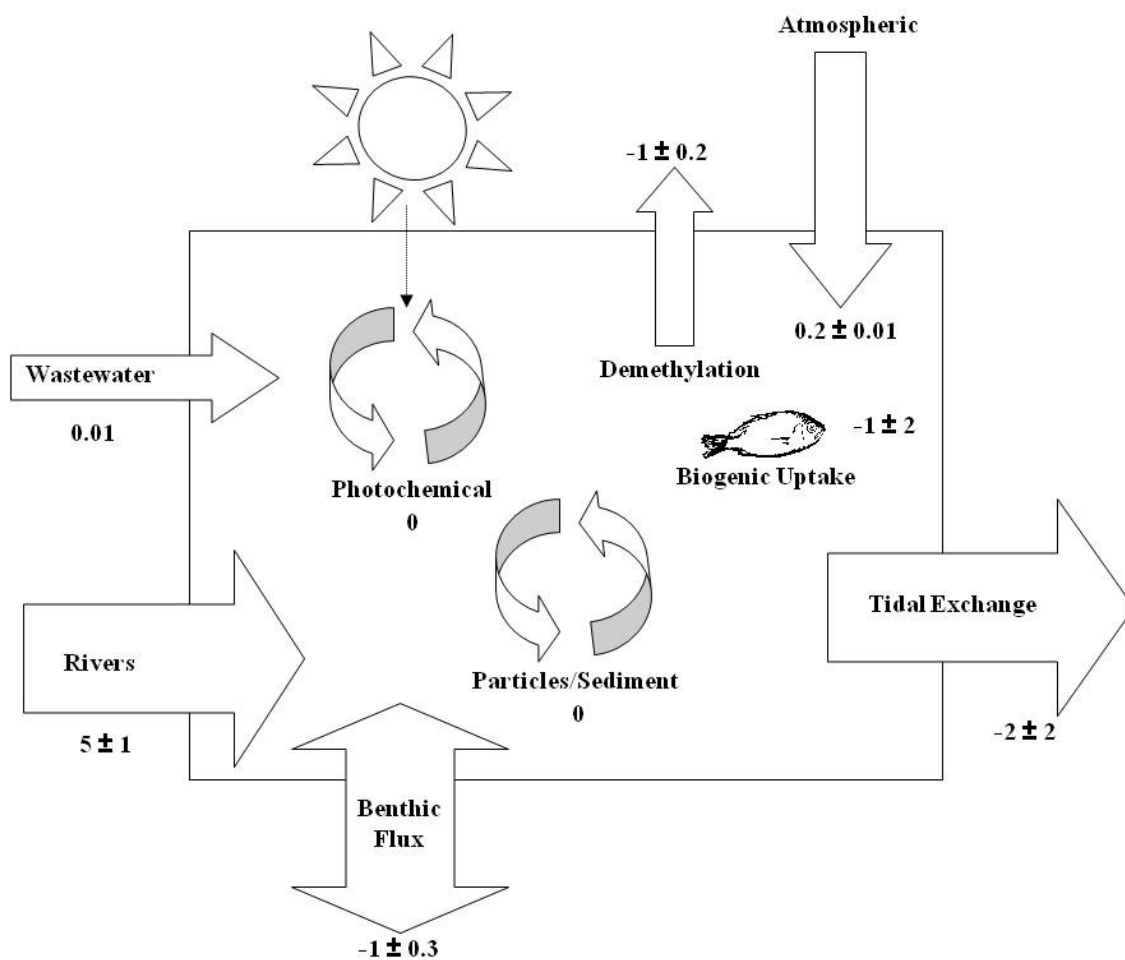 Atmospheric
-1 ± 0.2
0.2 ± 0.01
Wastewater
0.01
Demethylation
-1 ± 2
Biogenic Uptake
Photochemical
0
Tidal Exchange
-2 ± 2
Rivers
5 ± 1
Particles/Sediment
0
Benthic
Flux
-1 ± 0.3